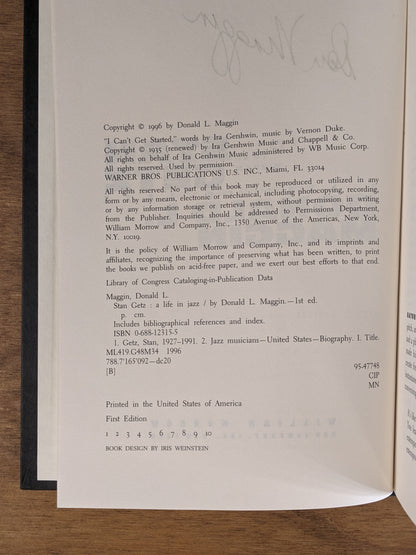 Don Maggin
Copyright © 1996 by Donald L. Maggin
"I Can't Get Started," words by Ira Gershwin, music by Vernon Duke.
Copyright © 1935 (renewed) by Ira Gershwin Music and Chappell & Co.
All rights on behalf of Ira Gershwin Music administered by WB Music Corp.
All rights reserved. Used by permission.
WARNER BROS. PUBLICATIONS U.S. INC., Miami, FL 33014
All rights reserved. No part of this book may be reproduced or utilized in any
form or by any means, electronic or mechanical, including photocopying, recording,
or by any information storage or retrieval system, without permission in writing
from the Publisher. Inquiries should be addressed to Permissions Department,
William Morrow and Company, Inc., 1350 Avenue of the Americas, New York,
N.Y. 10019.
It is the policy of William Morrow and Company, Inc., and its imprints and
affiliates, recognizing the importance of preserving what has been written, to print
the books we publish on acid-free paper, and we exert our best efforts to that end.
Library of Congress Cataloging-in-Publication Data
Maggin, Donald L.
Stan Getz : a life in jazz / by Donald L. Maggin.—1st ed.
p. cm.
Includes bibliographical references and index.
ISBN 0-688-12315-5
1. Getz, Stan, 1927-1991. 2. Jazz musicians—United States—Biography. I. Title.
ML419.G48M34 1996
788.7'165'092—dc20
[B]
95-47748
CIP
MN
Printed in the United States of America
First Edition
1 2 3 4 5 6 7 8 9 10
BOOK DESIGN BY IRIS WEINSTEIN